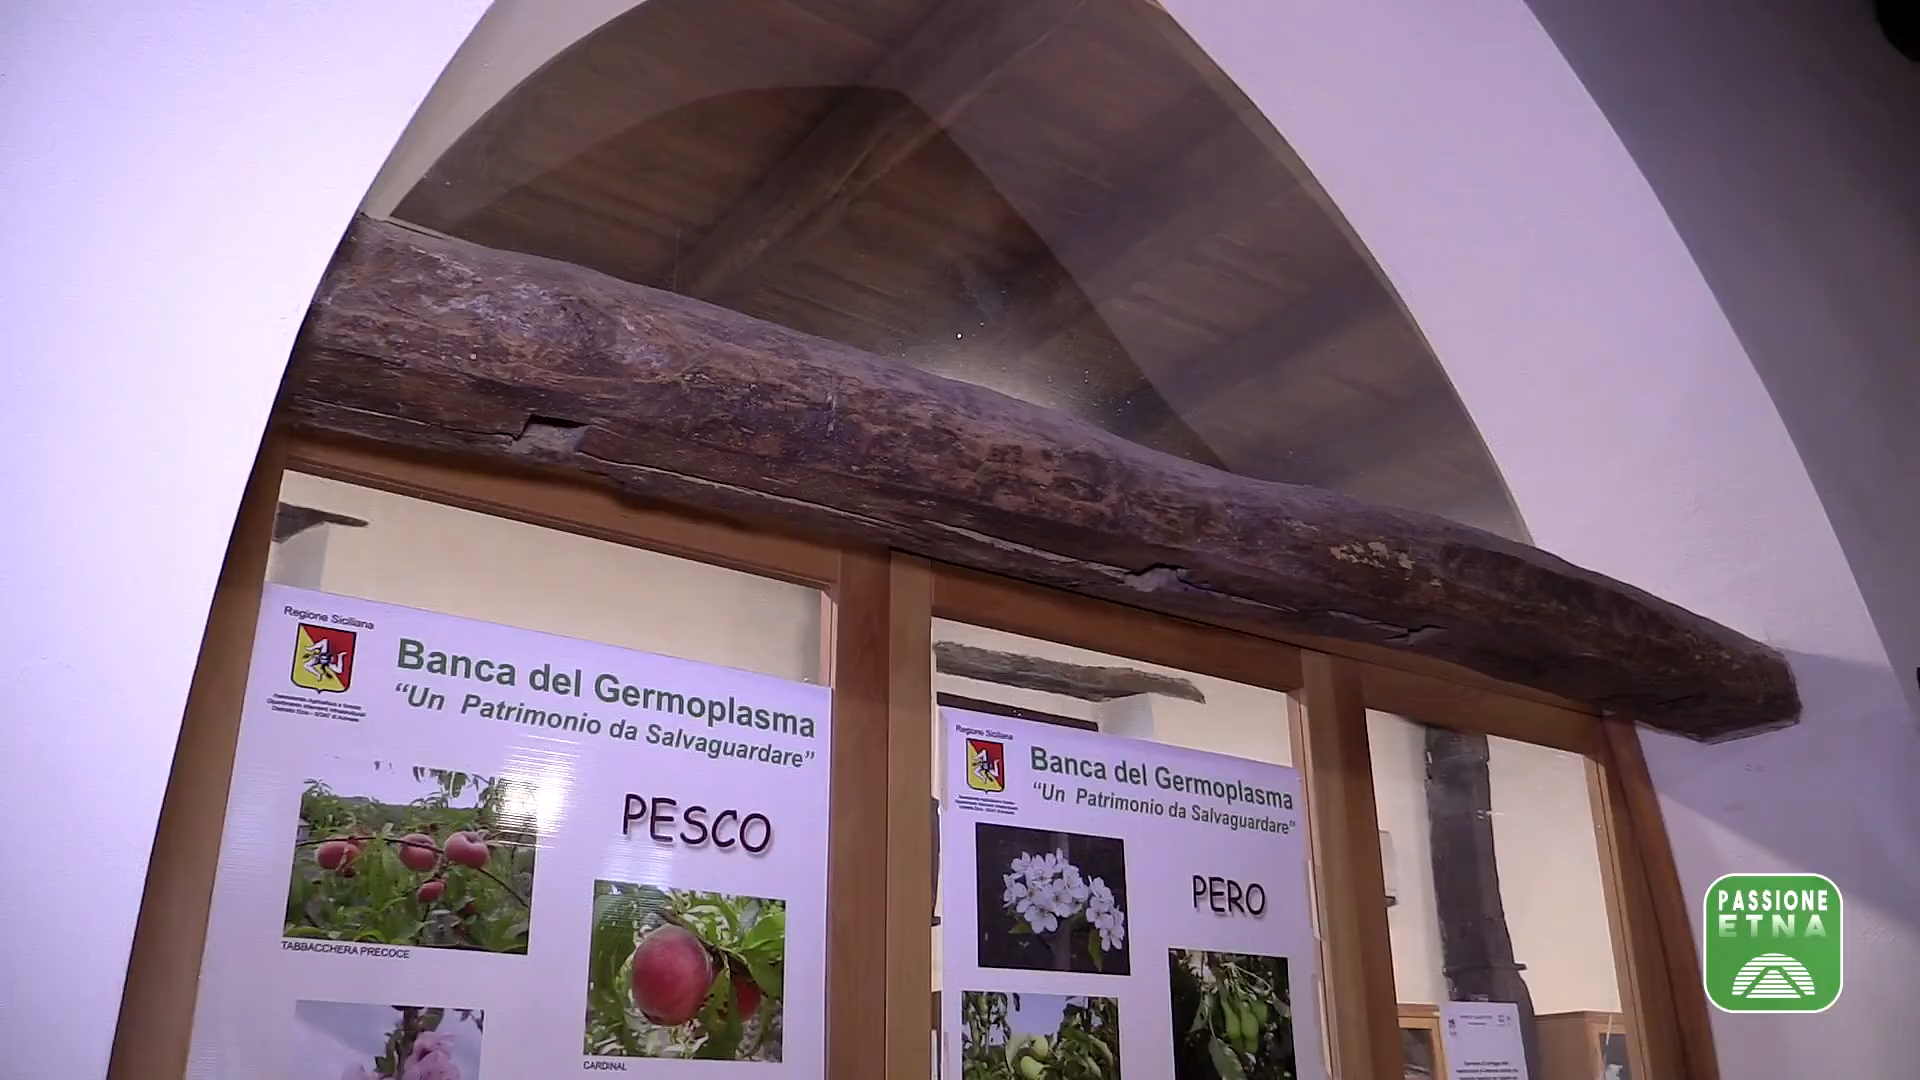 Regione Siciliana
Banca del Germoplasma
“Un Patrimonio da Salvaguardare”
PESCO
TABBACCHERA PRECOCE
CARDINAL
Regione Siciliana
Banca del Germoplasma
“Un Patrimonio da Salvaguardare”
PERO
PASSIONE
ETNA